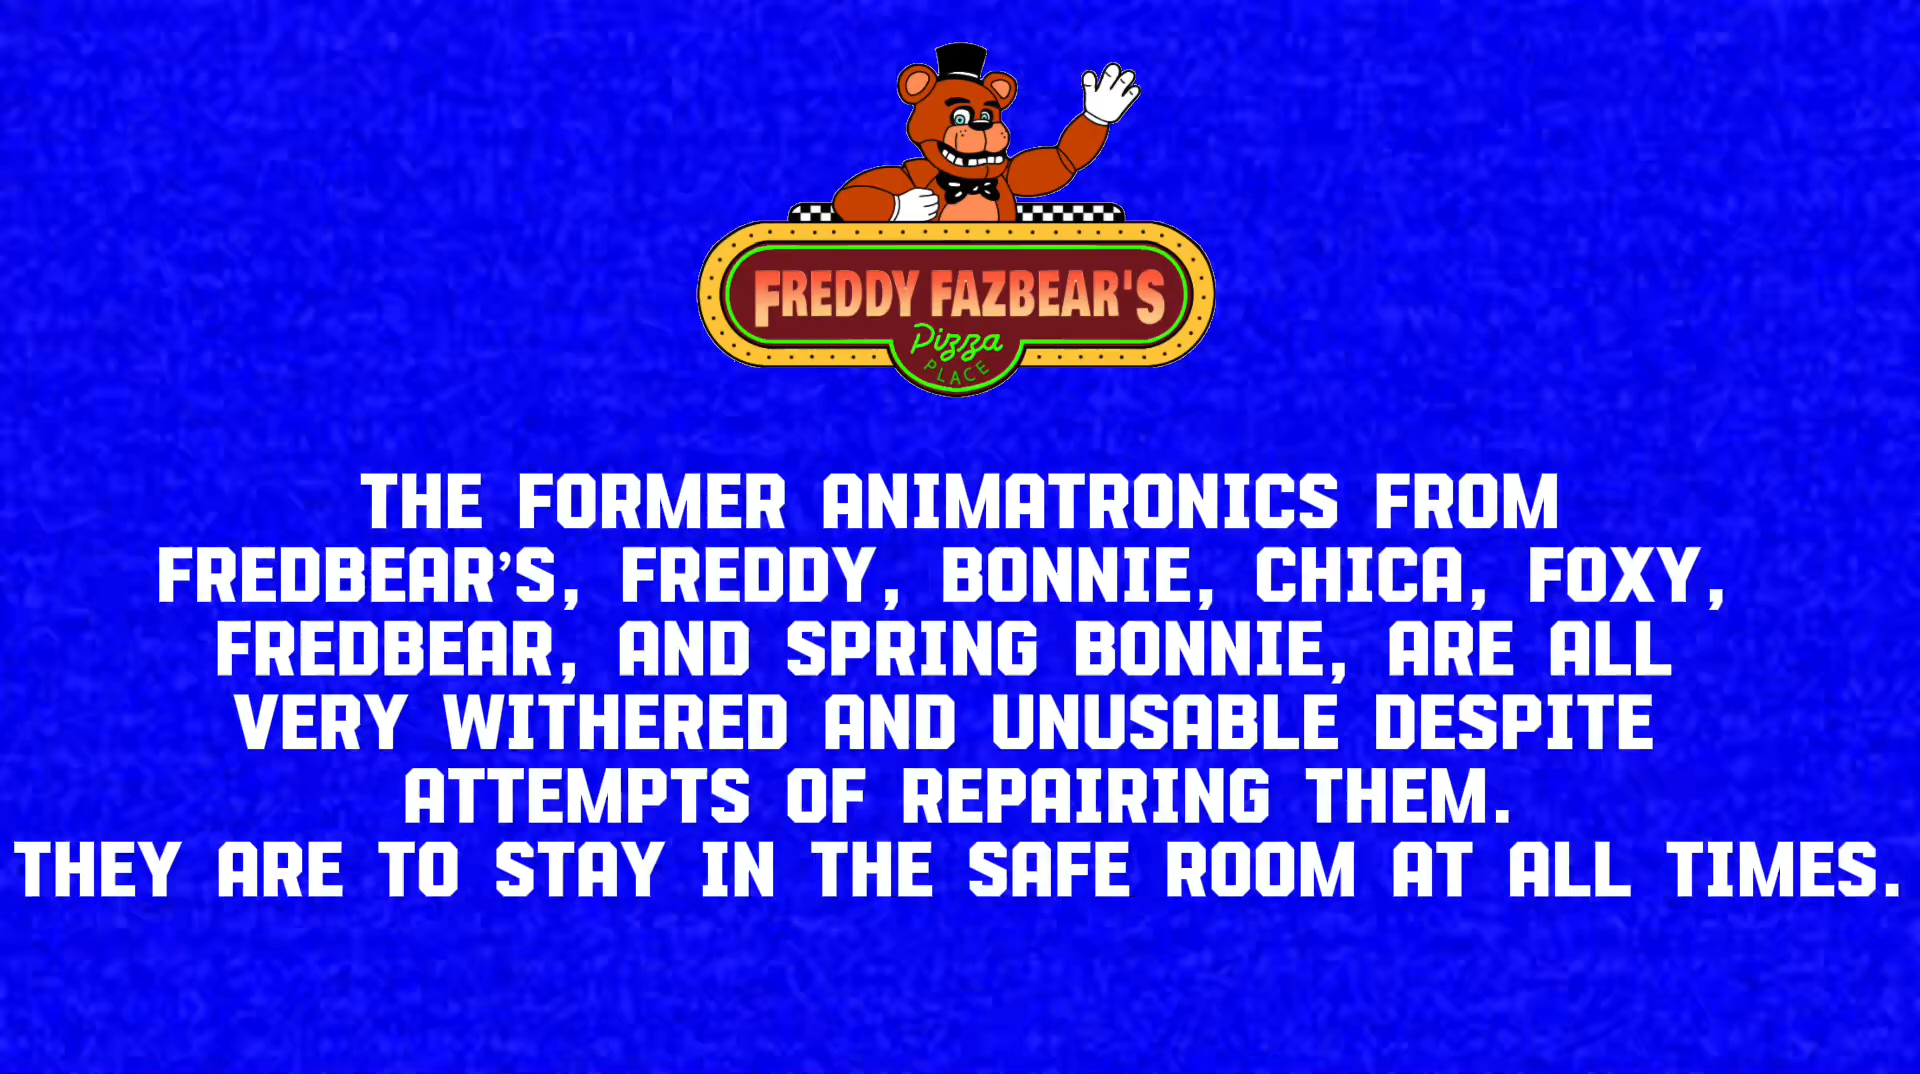 FREDDY FAZBEAR'S
Pizza
PLACE
THE FORMER ANIMATRONICS FROM
FREDBEAR’S, FREDDY, BONNIE, CHICA, FOXY,
FREDBEAR, AND SPRING BONNIE, ARE ALL
VERY WITHERED AND UNUSABLE DESPITE
ATTEMPTS OF REPAIRING THEM.
THEY ARE TO STAY IN THE SAFE ROOM AT ALL TIMES.